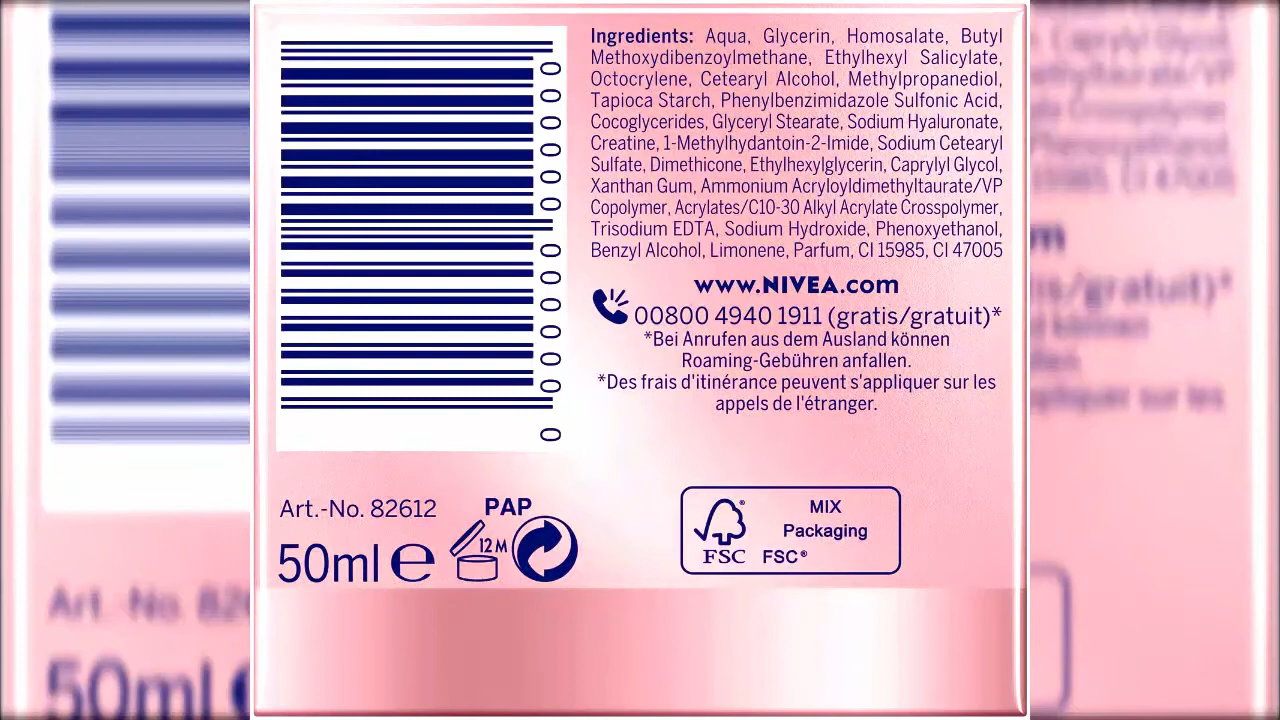 Ingredients: Aqua, Glycerin, Homosalate, Butyl
Methoxydibenzoylmethane, Ethylhexyl Salicylate,
Octocrylene, Cetearyl Alcohol, Methylpropanediol,
Tapioca Starch, Phenylbenzimidazole Sulfonic Acid,
Cocoglycerides, Glyceryl Stearate, Sodium Hyaluronate,
Creatine, 1-Methylhydantoin-2-Imide, Sodium Cetearyl
Sulfate, Dimethicone, Ethylhexylglycerin, Caprylyl Glycol,
Xanthan Gum, Ammonium Acryloyldimethyltaurate/VP
Copolymer, Acrylates/C10-30 Alkyl Acrylate Crosspolymer,
Trisodium EDTA, Sodium Hydroxide, Phenoxyethanol,
Benzyl Alcohol, Limonene, Parfum, CI 15985, CI 47005
www.NIVEA.com
00800 4940 1911 (gratis/gratuit)*
*Bei Anrufen aus dem Ausland können
Roaming-Gebühren anfallen.
*Des frais d'itinérance peuvent s'appliquer sur les
appels de l'étranger.
000000 000000 0
Art.-No. 82612
PAP
50ml e
12 M
MIX
Packaging
FSC FSC®